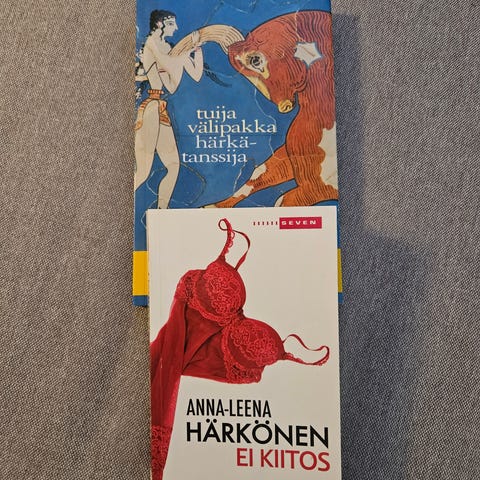 tuija
välipakka
härkä-
tanssija
SEVEN
ANNA-LEENA
HÄRKÖNEN
EI KIITOS